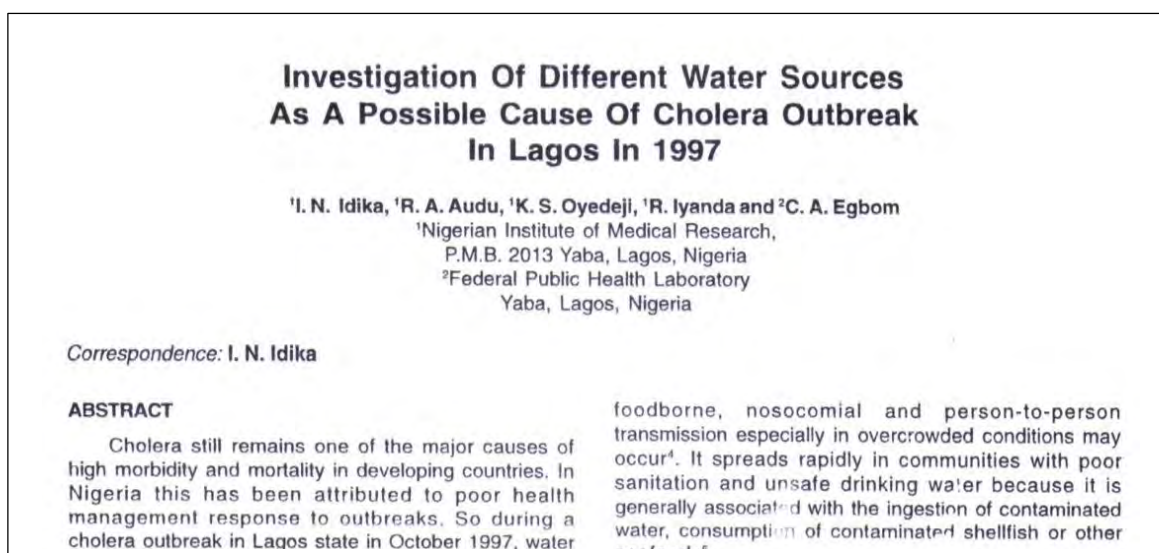 Investigation Of Different Water Sources
As A Possible Cause Of Cholera Outbreak
In Lagos In 1997
¹I. N. Idika, ¹R. A. Audu, ¹K. S. Oyedeji, ¹R. Iyanda and ²C. A. Egbom
¹Nigerian Institute of Medical Research,
P.M.B. 2013 Yaba, Lagos, Nigeria
²Federal Public Health Laboratory
Yaba, Lagos, Nigeria
Correspondence: I. N. Idika
ABSTRACT
Cholera still remains one of the major causes of
high morbidity and mortality in developing countries. In
Nigeria this has been attributed to poor health
management response to outbreaks. So during a
cholera outbreak in Lagos state in October 1997, water
foodborne, nosocomial and person-to-person
transmission especially in overcrowded conditions may
occur⁴. It spreads rapidly in communities with poor
sanitation and unsafe drinking water because it is
generally associated with the ingestion of contaminated
water, consumption of contaminated shellfish or other